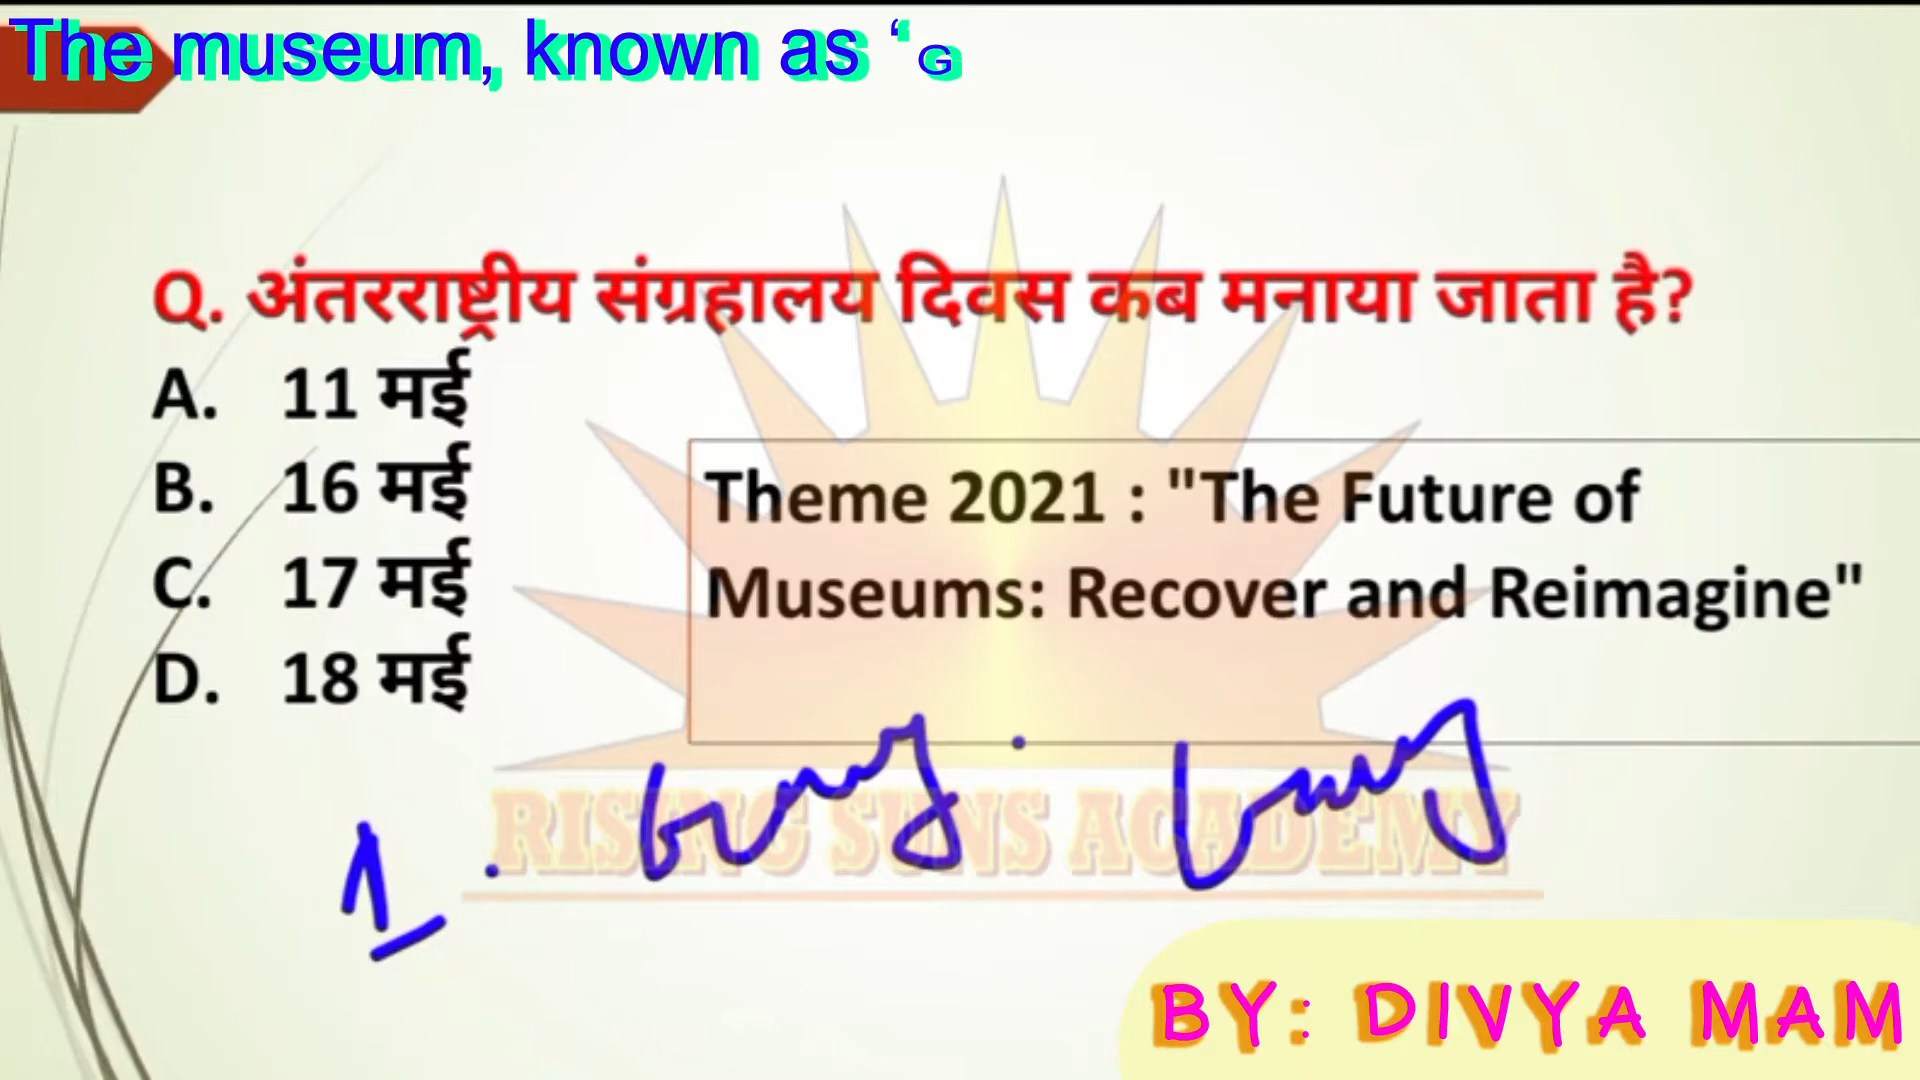 The museum, known as ‘G
Q. अंतरराष्ट्रीय संग्रहालय दिवस कब मनाया जाता है?
A. 11 मई
B. 16 मई
C. 17 मई
D. 18 मई
Theme 2021 : "The Future of
Museums: Recover and Reimagine"
1.
RISING SUNS ACADEMY
BY: DIVYA MAM